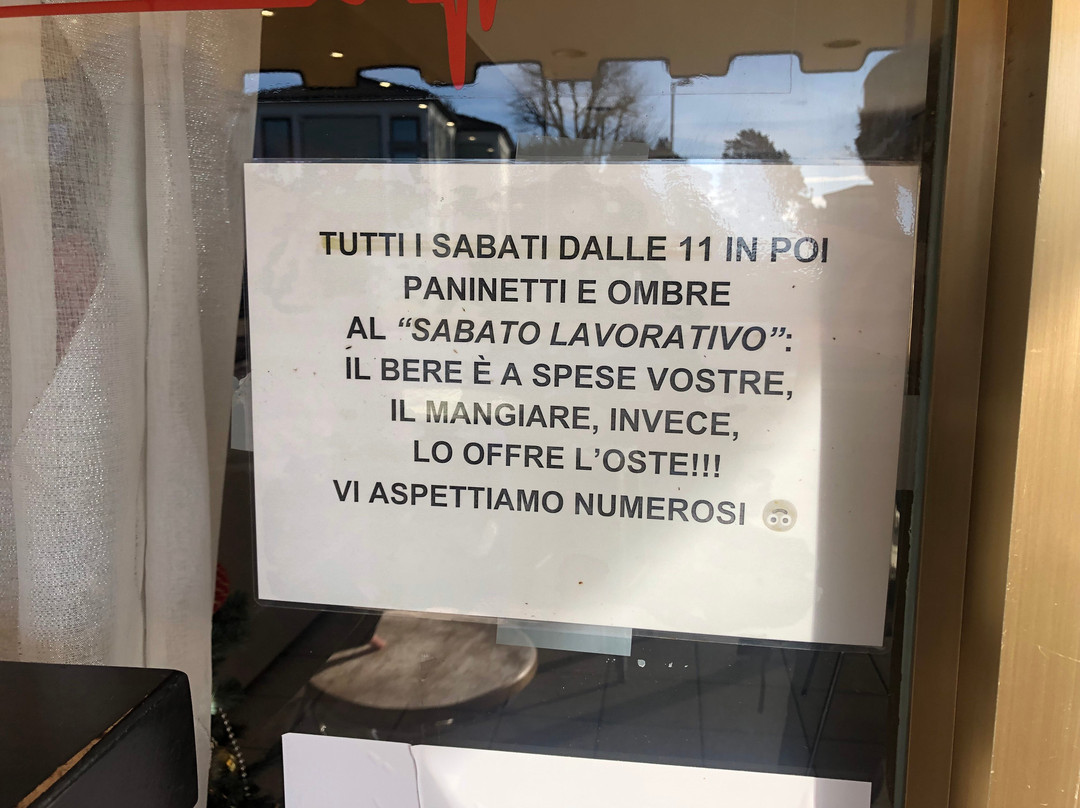 TUTTI I SABATI DALLE 11 IN POI
PANINETTI E OMBRE
AL “SABATO LAVORATIVO”:
IL BERE È A SPESE VOSTRE,
IL MANGIARE, INVECE,
LO OFFRE L’OSTE!!!
VI ASPETTIAMO NUMEROSI 🙃